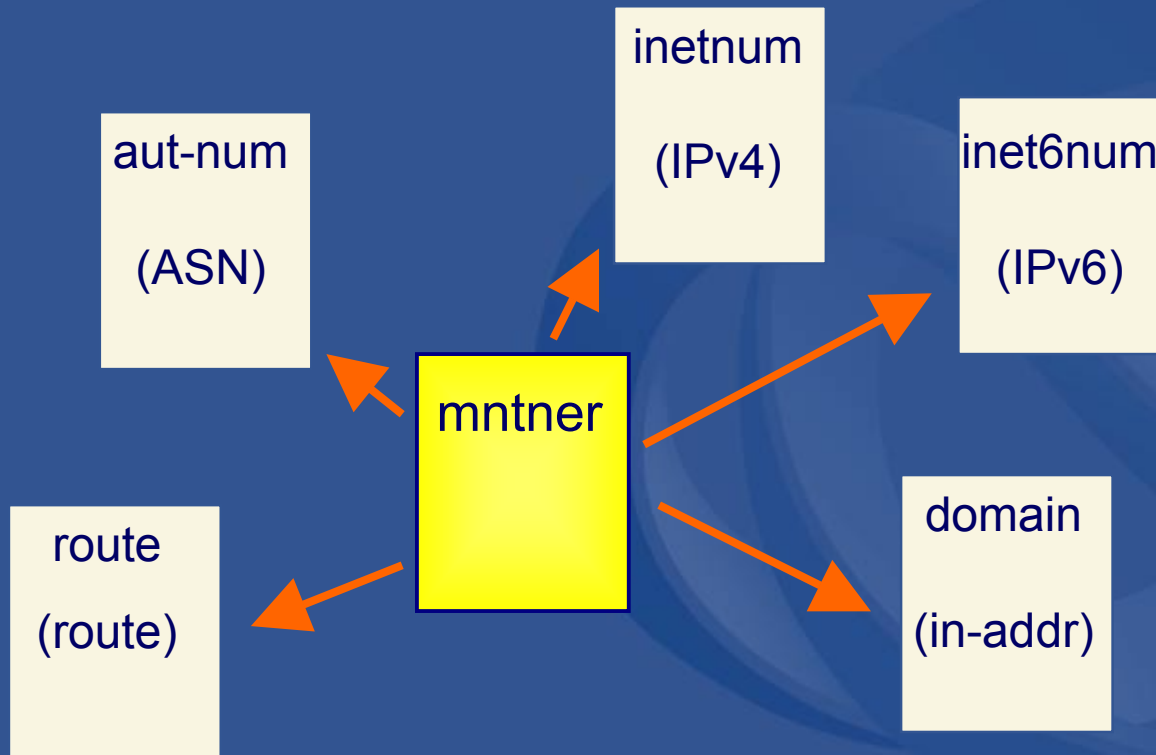 inetnum
(IPv4)
aut-num
(ASN)
inet6num
(IPv6)
mntner
route
(route)
domain
(in-addr)